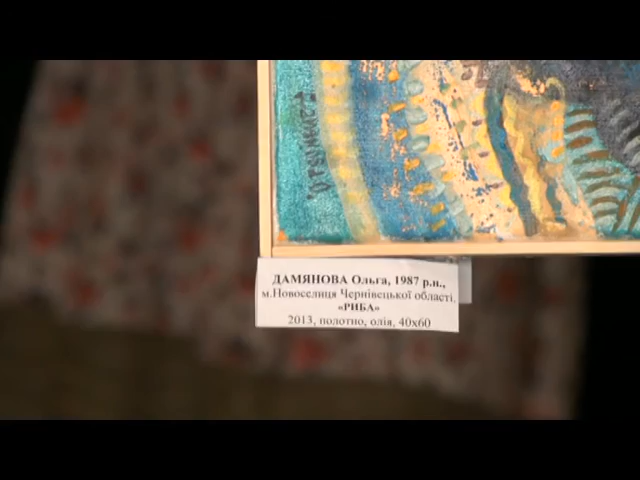 ДАМЯНОВА Ольга, 1987 р.н.,
м.Новоселиця Чернівецької області.
«РИБА»
2013, полотно, олія, 40х60